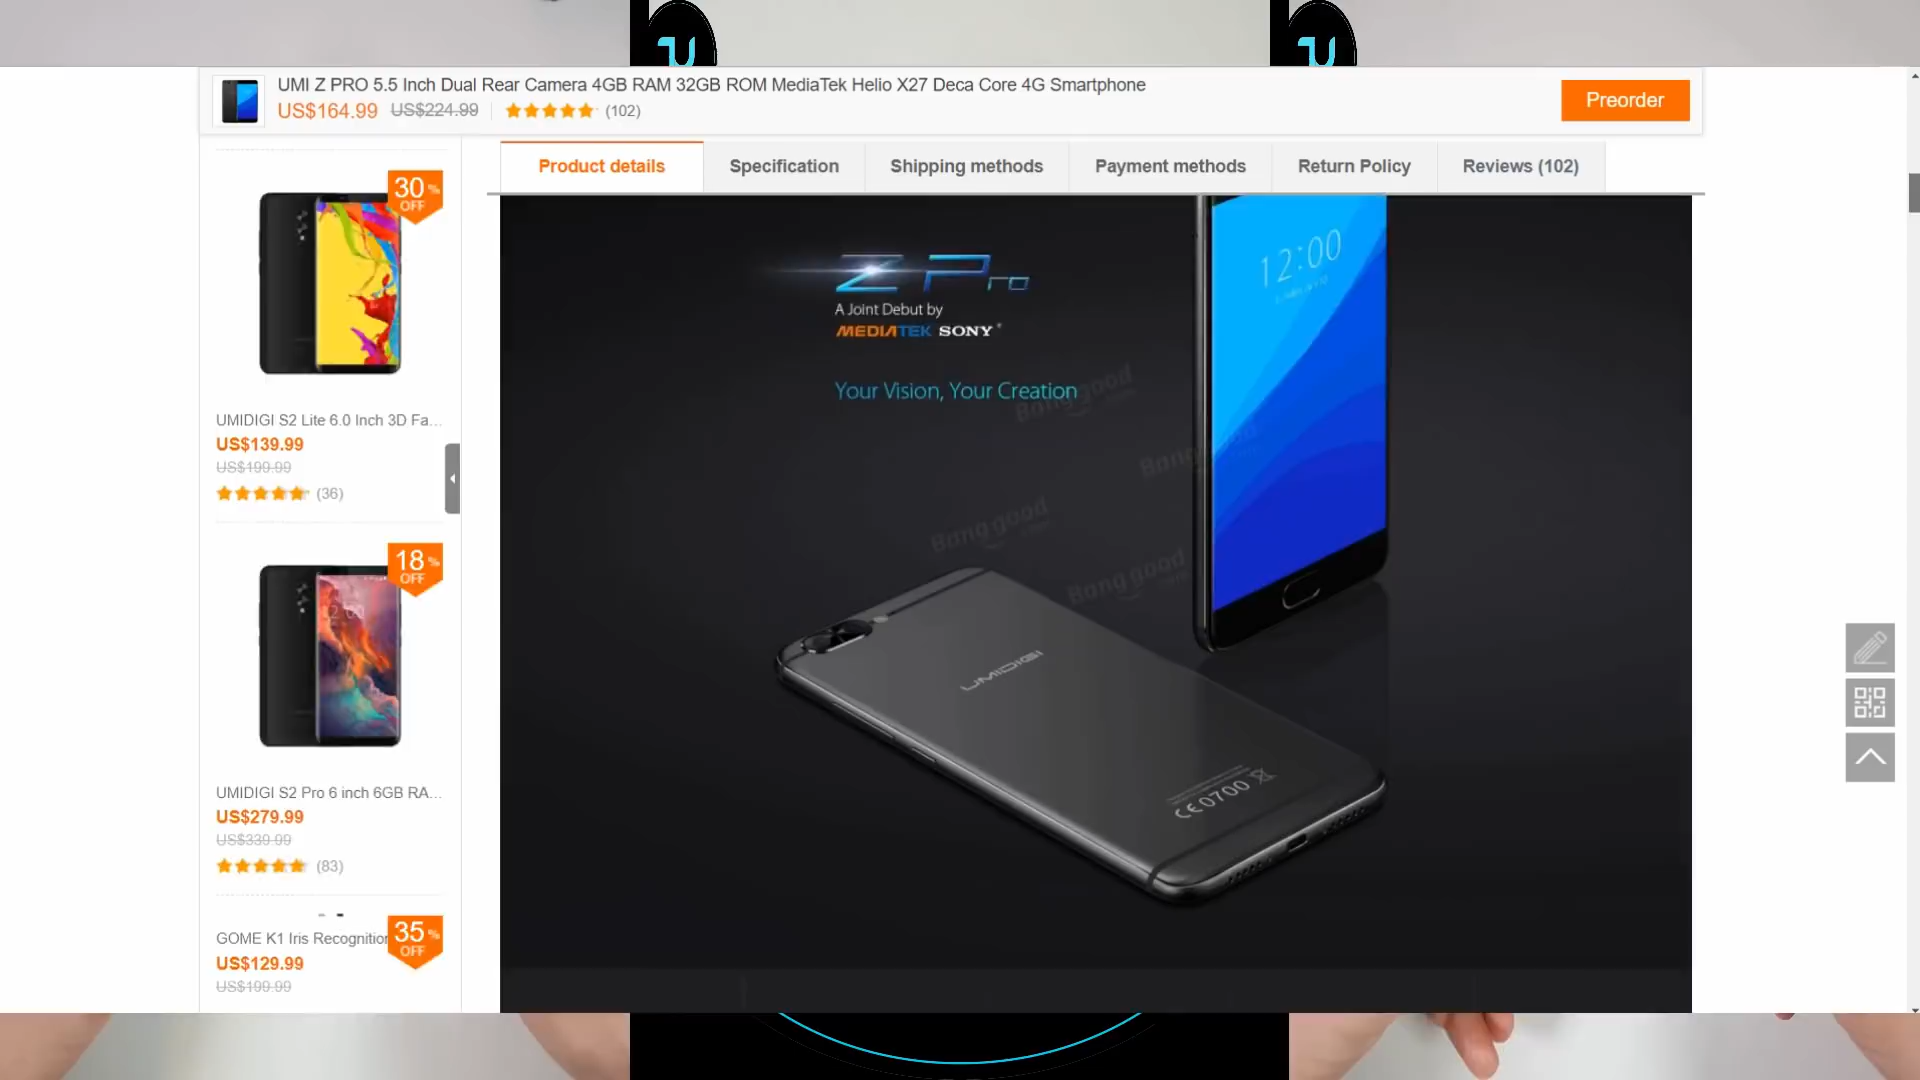 UMI Z PRO 5.5 Inch Dual Rear Camera 4GB RAM 32GB ROM MediaTek Helio X27 Deca Core 4G Smartphone
US$164.99 US$224.99 (102)
Preorder
Product details Specification Shipping methods Payment methods Return Policy Reviews (102)
30% OFF
UMIDIGI S2 Lite 6.0 Inch 3D Fa...
US$139.99
US$199.99
(36)
18% OFF
UMIDIGI S2 Pro 6 inch 6GB RA...
US$279.99
US$339.99
(83)
35% OFF
GOME K1 Iris Recognition
US$129.99
US$199.99
Z Pro
A Joint Debut by
MEDIATEK SONY
Your Vision, Your Creation
12:00
Banggood
Banggood
Banggood
UMIDIGI
CE0700